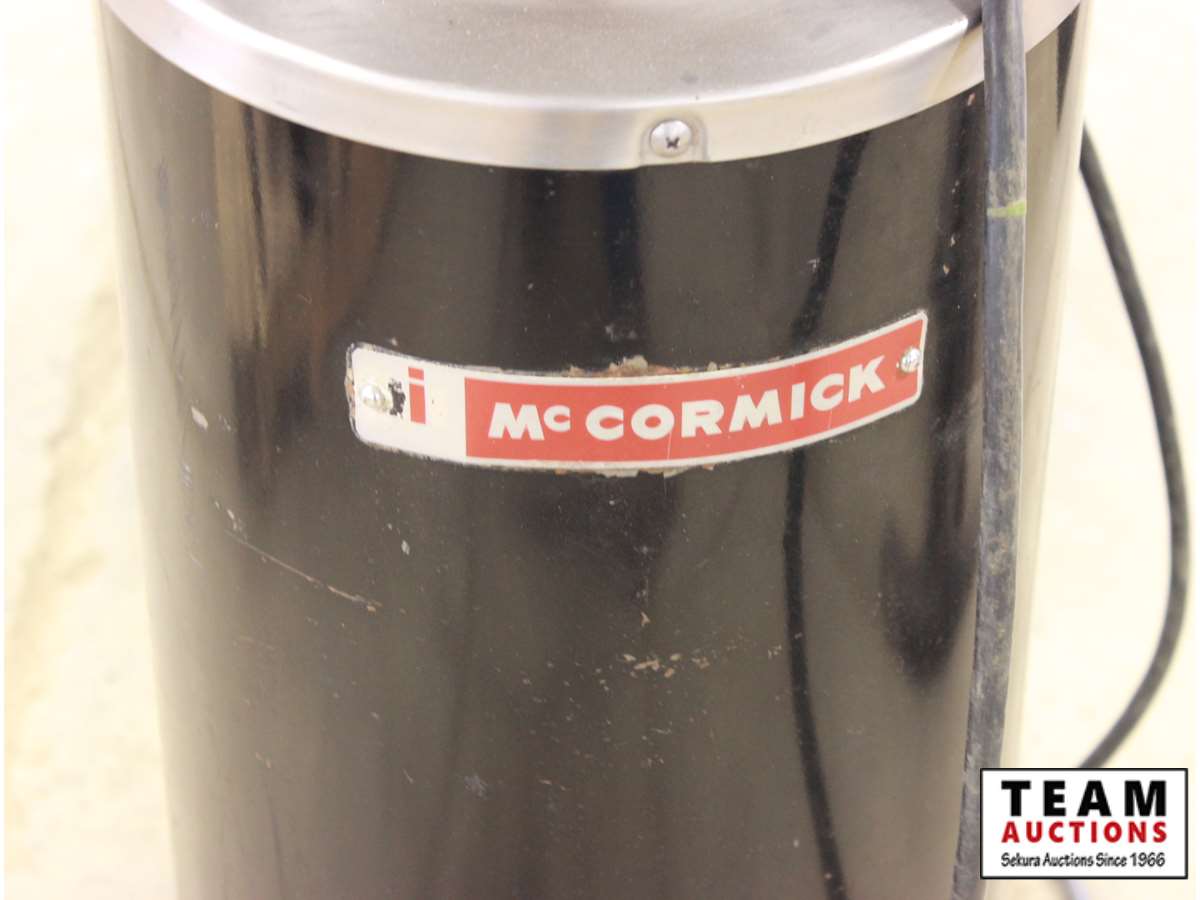 McCORMICK
TEAM
AUCTIONS
Sekura Auctions Since 1966